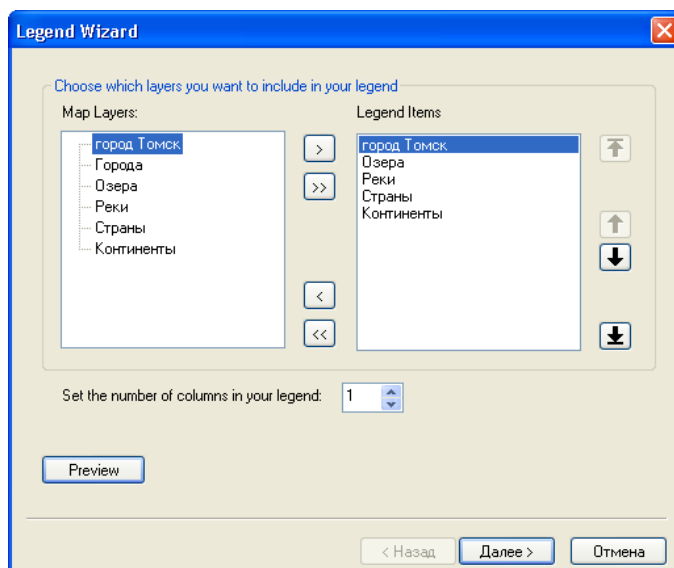 Legend Wizard
Choose which layers you want to include in your legend
Map Layers:
город Томск
Города
Озера
Реки
Страны
Континенты
>
>>
<
<<
Legend Items
город Томск
Озера
Реки
Страны
Континенты
Set the number of columns in your legend: 1
Preview
< Назад Далее > Отмена